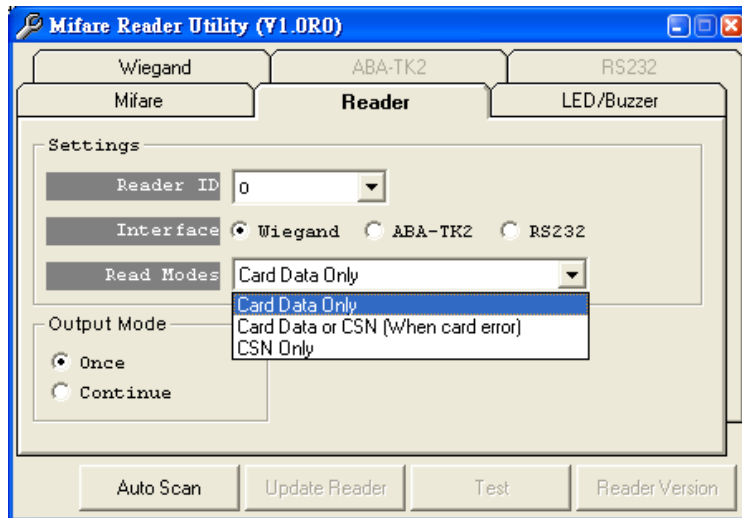 Mifare Reader Utility (V1.0R0)
Wiegand ABA-TK2 RS232
Mifare Reader LED/Buzzer
Settings
Reader ID 0
Interface Wiegand ABA-TK2 RS232
Read Modes Card Data Only
Card Data Only
Card Data or CSN (When card error)
CSN Only
Output Mode
Once
Continue
Auto Scan Update Reader Test Reader Version